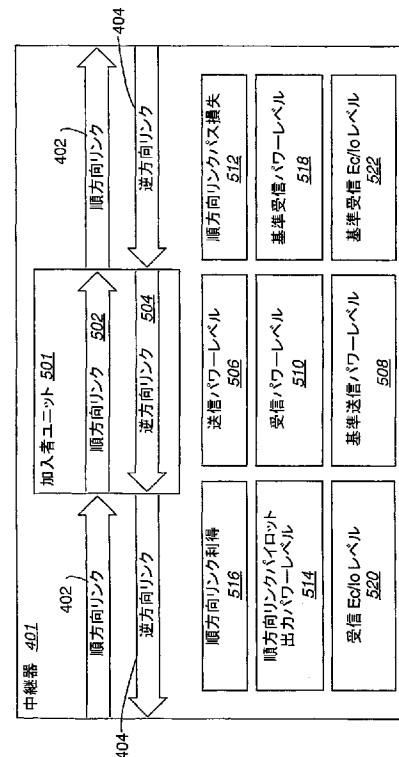 中継器 401
加入者ユニット 501
402
順方向リンク
順方向リンク 502
402
順方向リンク
404
逆方向リンク
逆方向リンク 504
404
逆方向リンク
順方向リンク利得
516
送信パワーレベル
506
順方向リンクパス損失
512
順方向リンクパイロット
出力パワーレベル
514
受信パワーレベル
510
基準受信パワーレベル
518
受信 Ec/Io レベル
520
基準送信パワーレベル
508
基準受信 Ec/Io レベル
522